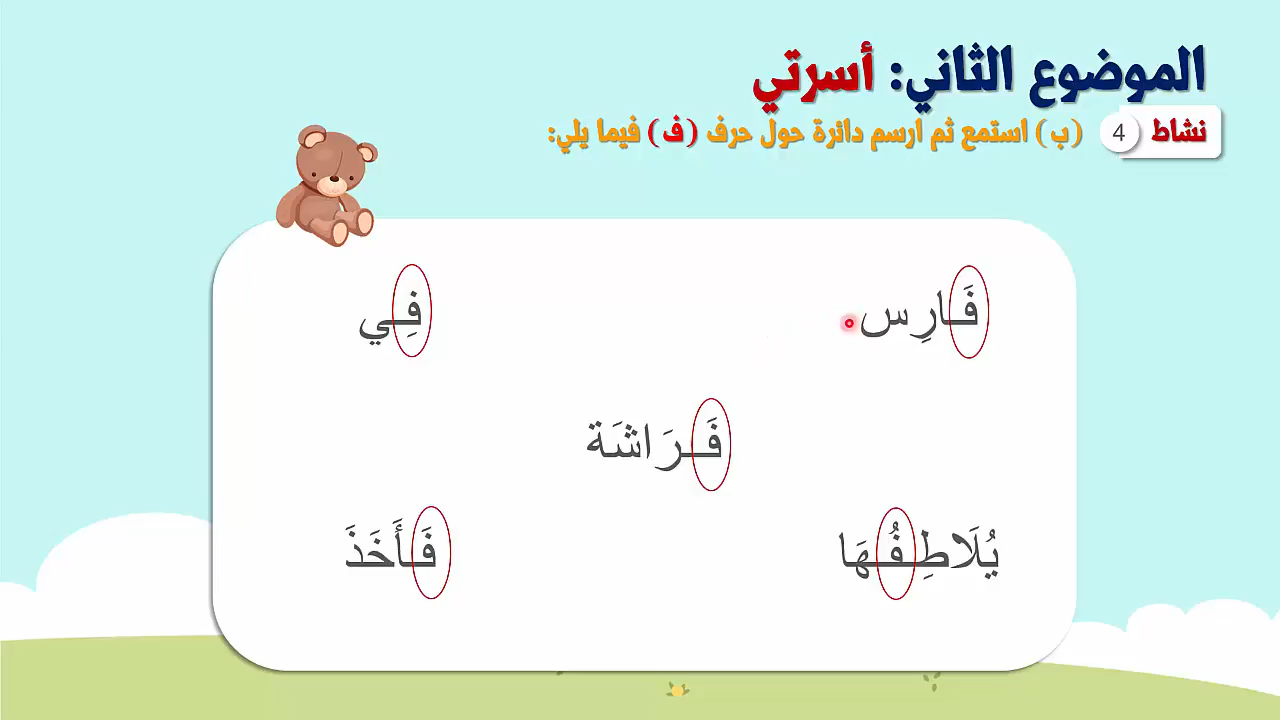 الموضوع الثاني: أسرتي
نشاط 4 (ب) استمع ثم ارسم دائرة حول حرف (ف) فيما يلي:
فَارِس فِي
فَرَاشَة
يُلَاطِفُهَا فَأَخَذَ